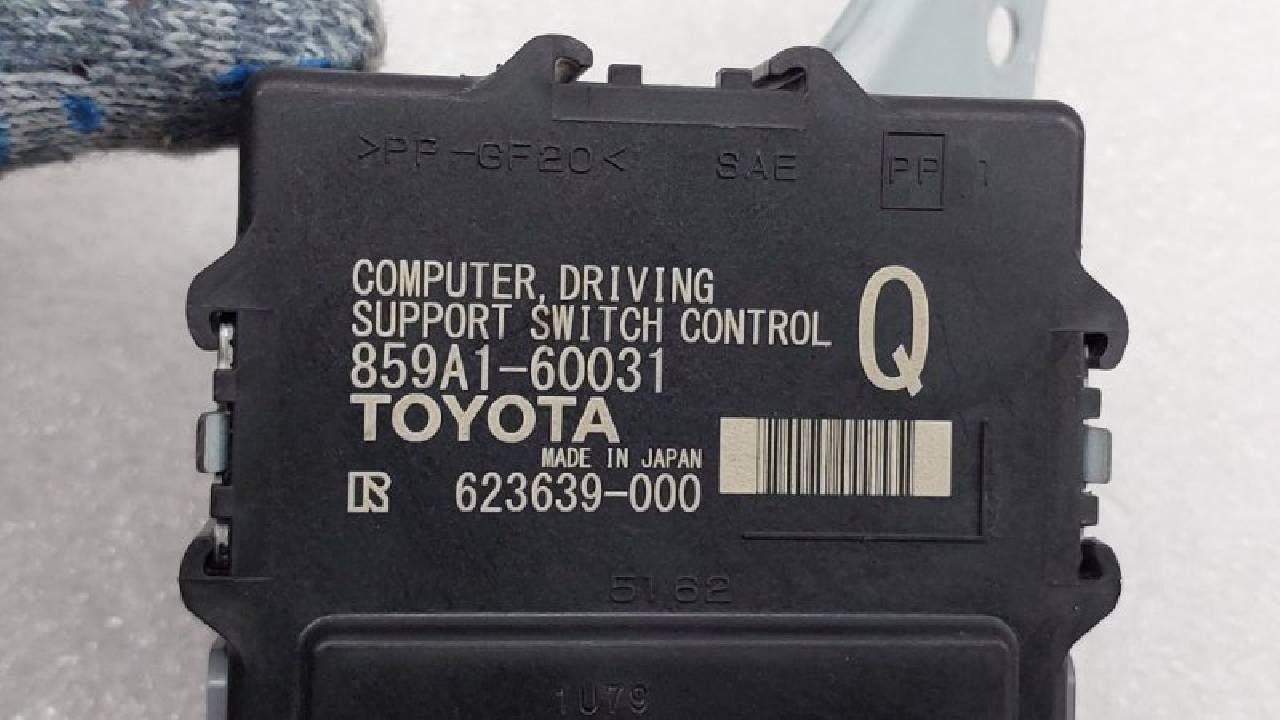 >PP-GF20< SAE PP 1
COMPUTER, DRIVING
SUPPORT SWITCH CONTROL
Q
859A1-60031
TOYOTA
MADE IN JAPAN
R 623639-000
5162
1U79